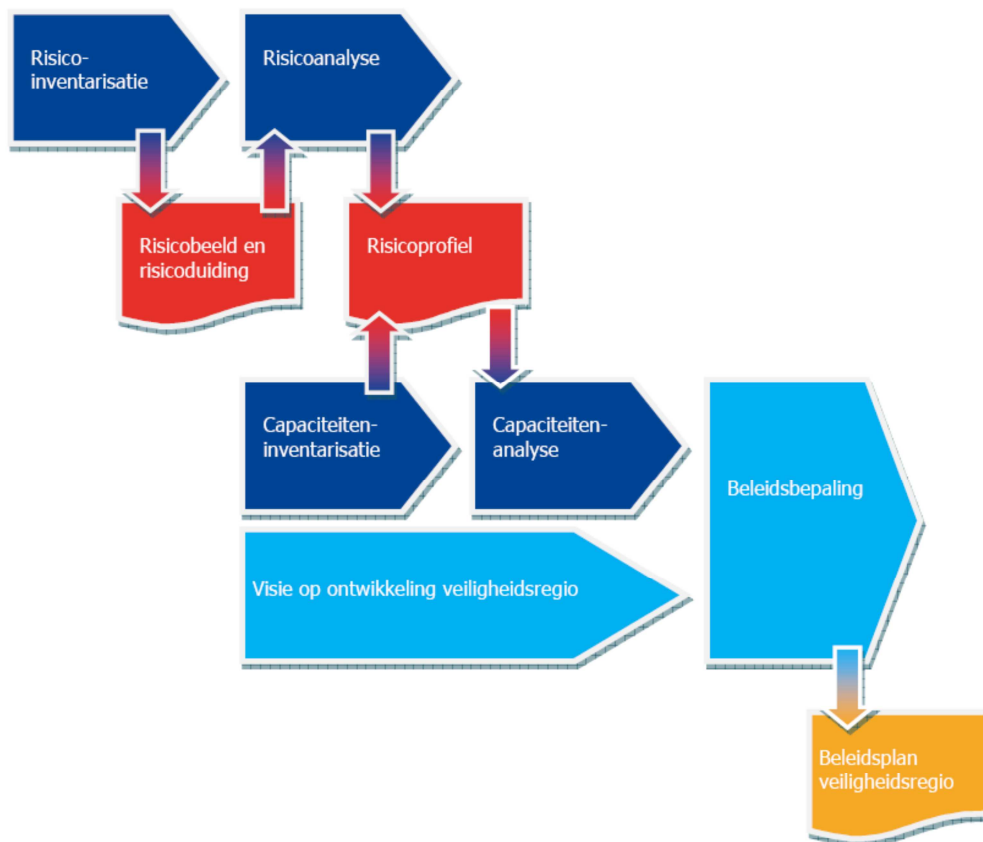 Risico-
inventarisatie
Risicoanalyse
Risicobeeld en
risicoduiding
Risicoprofiel
Capaciteiten-
inventarisatie
Capaciteiten-
analyse
Beleidsbepaling
Visie op ontwikkeling veiligheidsregio
Beleidsplan
veiligheidsregio